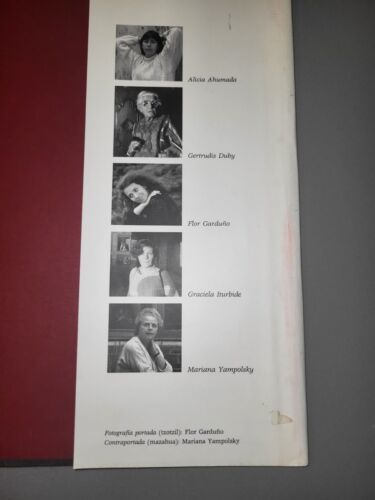 Alicia Ahumada
Gertrudis Duby
Flor Garduño
Graciela Iturbide
Mariana Yampolsky
Fotografía portada (tzotzil): Flor Garduño
Contraportada (mazahua): Mariana Yampolsky